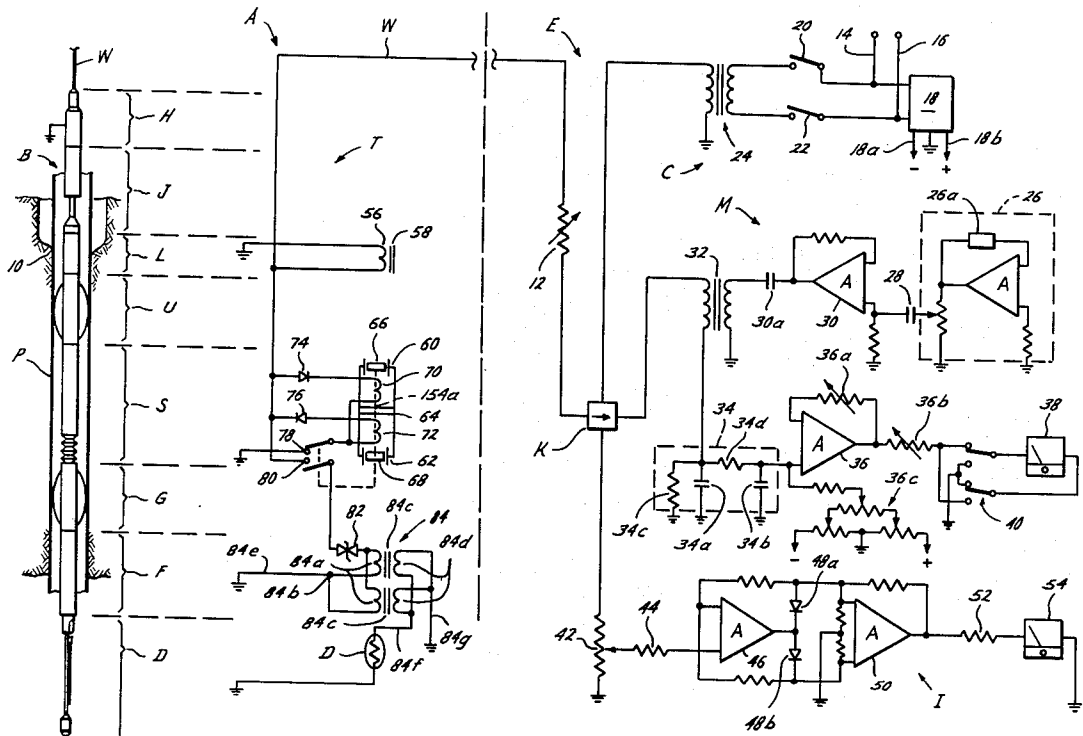 A
W
E
20
14
16
W
18
24
22
18a
18b
-
+
C
H
B
J
T
M
26
26a
56
58
10
L
12
32
30a
A
30
28
A
U
66
60
36a
74
70
154a
P
S
76
64
34
34d
A
36
36b
38
78
72
K
80
62
68
36c
34c
34a
34b
40
-
+
G
82
84c
84
84e
84a
84d
48a
F
84b
44
52
54
84c
42
A
46
A
50
84g
D
84f
D
48b
I